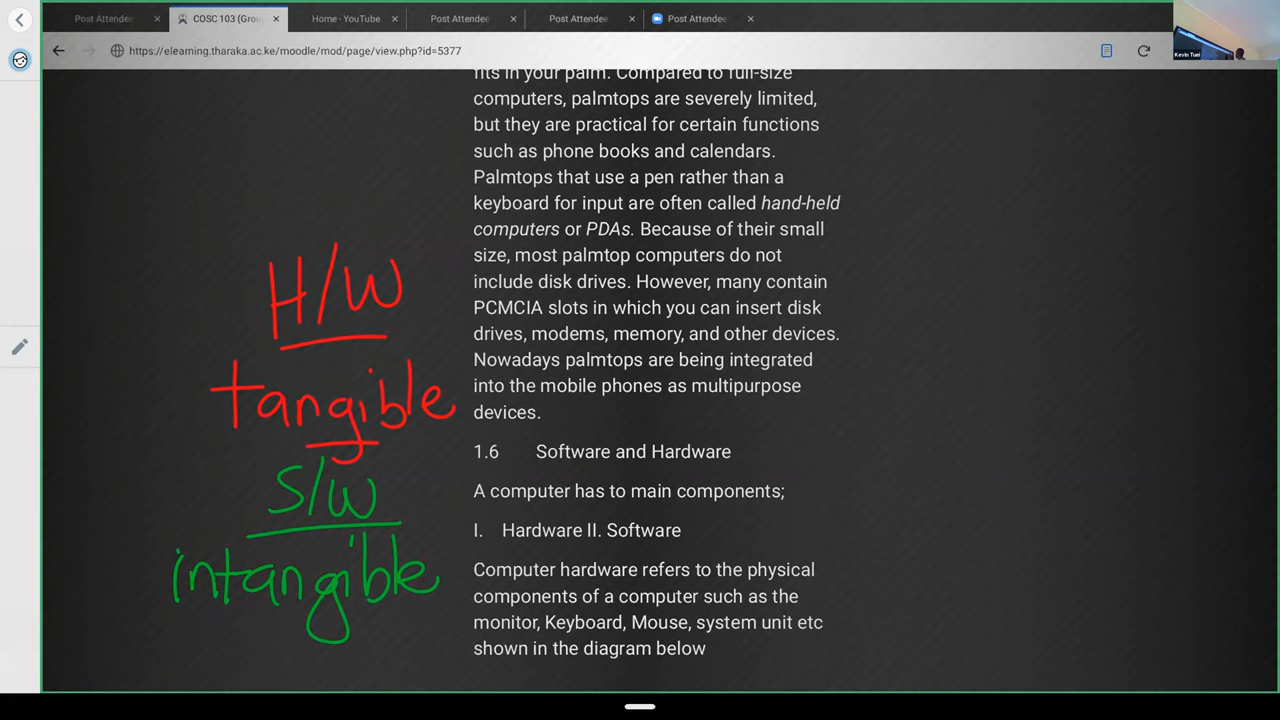 Post Attendee
COSC 103 (Grou
Home - YouTube
Post Attendee
Post Attendee
Post Attendee
https://elearning.tharaka.ac.ke/moodle/mod/page/view.php?id=5377
Kevin Tuei
fits in your palm. Compared to full-size
computers, palmtops are severely limited,
but they are practical for certain functions
such as phone books and calendars.
Palmtops that use a pen rather than a
keyboard for input are often called hand-held
computers or PDAs. Because of their small
size, most palmtop computers do not
include disk drives. However, many contain
PCMCIA slots in which you can insert disk
drives, modems, memory, and other devices.
Nowadays palmtops are being integrated
into the mobile phones as multipurpose
devices.
1.6 Software and Hardware
A computer has to main components;
I. Hardware II. Software
Computer hardware refers to the physical
components of a computer such as the
monitor, Keyboard, Mouse, system unit etc
shown in the diagram below
H/W
tangible
S/W
intangible